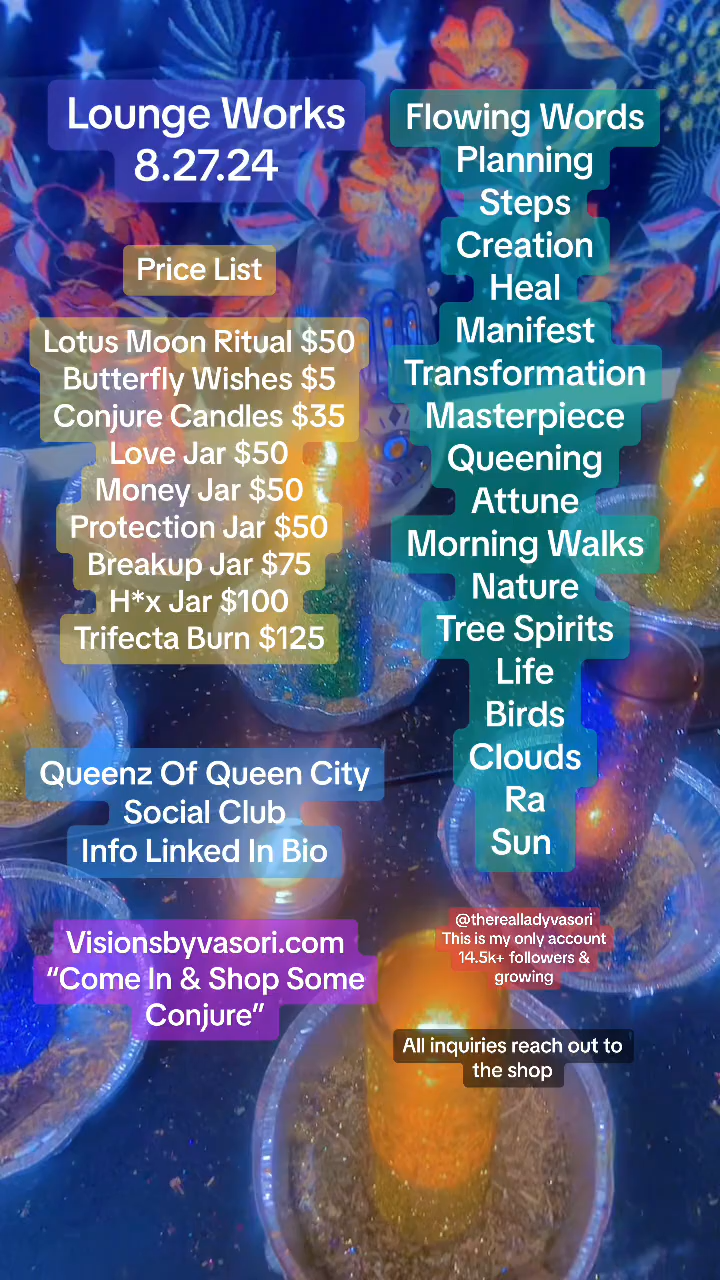 Lounge Works
8.27.24
Price List
Lotus Moon Ritual $50
Butterfly Wishes $5
Conjure Candles $35
Love Jar $50
Money Jar $50
Protection Jar $50
Breakup Jar $75
H*x Jar $100
Trifecta Burn $125
Queenz Of Queen City
Social Club
Info Linked In Bio
Visionsbyvasori.com
“Come In & Shop Some
Conjure”
Flowing Words
Planning
Steps
Creation
Heal
Manifest
Transformation
Masterpiece
Queening
Attune
Morning Walks
Nature
Tree Spirits
Life
Birds
Clouds
Ra
Sun
@therealladyvasori
This is my only account
14.5k+ followers &
growing
All inquiries reach out to
the shop